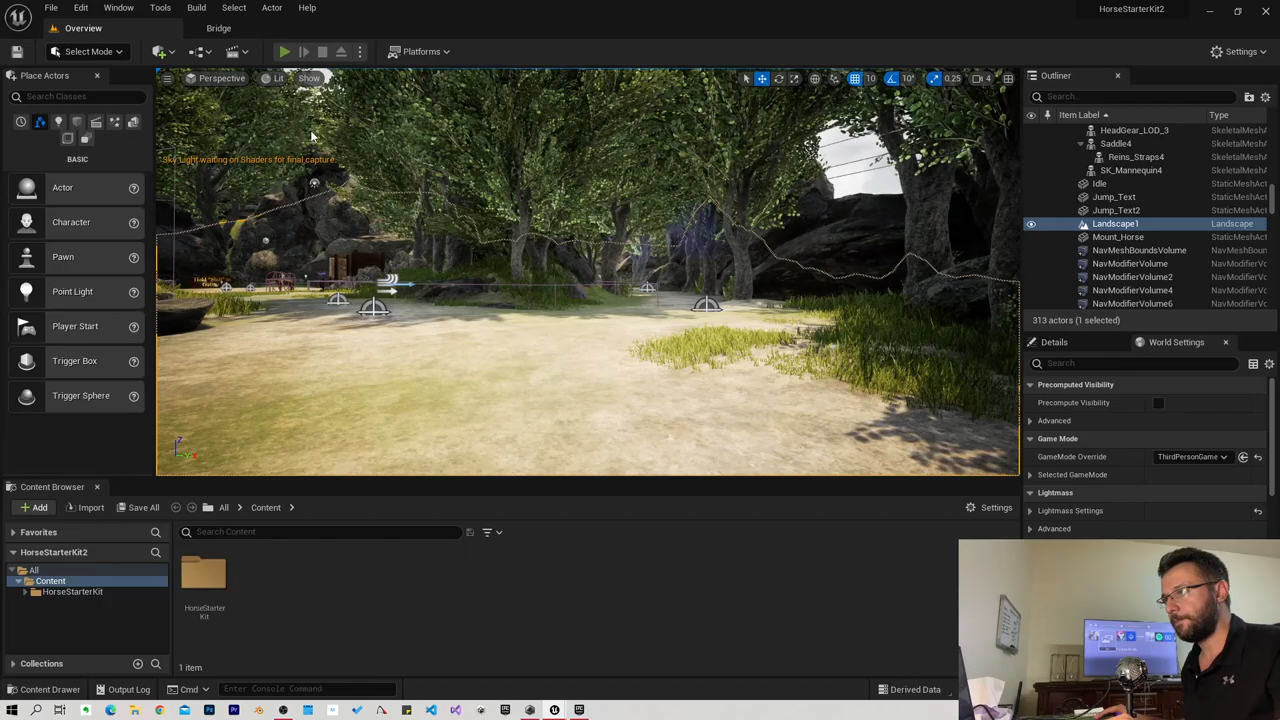 File Edit Window Tools Build Select Actor Help
HorseStarterKit2
Overview
Bridge
Select Mode
Platforms
Settings
Place Actors
Search Classes
BASIC
Actor
Character
Pawn
Point Light
Player Start
Trigger Box
Trigger Sphere
Perspective
Lit
Show
10
10°
0.25
4
Sky Light waiting on Shaders for final capture.
Outliner
Search...
Item Label
Type
HeadGear_LOD_3 SkeletalMesh
Saddle4 SkeletalMesh
Reins_Straps4 SkeletalMesh
SK_Mannequin4 SkeletalMesh
Idle StaticMeshAct
Jump_Text StaticMeshAct
Jump_Text2 StaticMeshAct
Landscape1 Landscape
Mount_Horse StaticMeshAct
NavMeshBoundsVolume NavMeshBoun
NavModifierVolume NavModifierVo
NavModifierVolume2 NavModifierVo
NavModifierVolume4 NavModifierVo
NavModifierVolume6 NavModifierVo
313 actors (1 selected)
Details
World Settings
Search
Precomputed Visibility
Precompute Visibility
Advanced
Game Mode
GameMode Override
ThirdPersonGame
Selected GameMode
Lightmass
Lightmass Settings
Advanced
Content Browser
Add
Import
Save All
All
Content
Settings
Favorites
Search Content
HorseStarterKit2
All
Content
HorseStarterKit
HorseStarter
Kit
Collections
1 item
Content Drawer
Output Log
Cmd
Enter Console Command
Derived Data